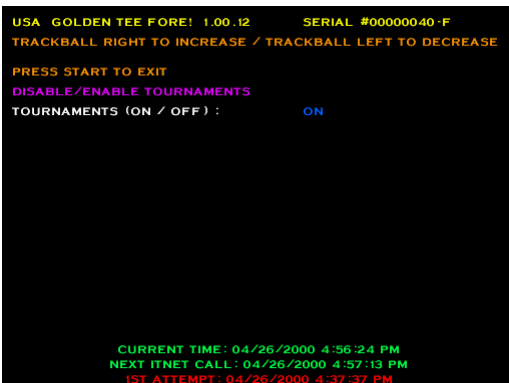 USA GOLDEN TEE FORE! 1.00.12 SERIAL #00000040-F
TRACKBALL RIGHT TO INCREASE / TRACKBALL LEFT TO DECREASE
PRESS START TO EXIT
DISABLE/ENABLE TOURNAMENTS
TOURNAMENTS (ON / OFF) : ON
CURRENT TIME: 04/26/2000 4:56:24 PM
NEXT ITNET CALL: 04/26/2000 4:57:13 PM
1ST ATTEMPT: 04/26/2000 4:37:37 PM